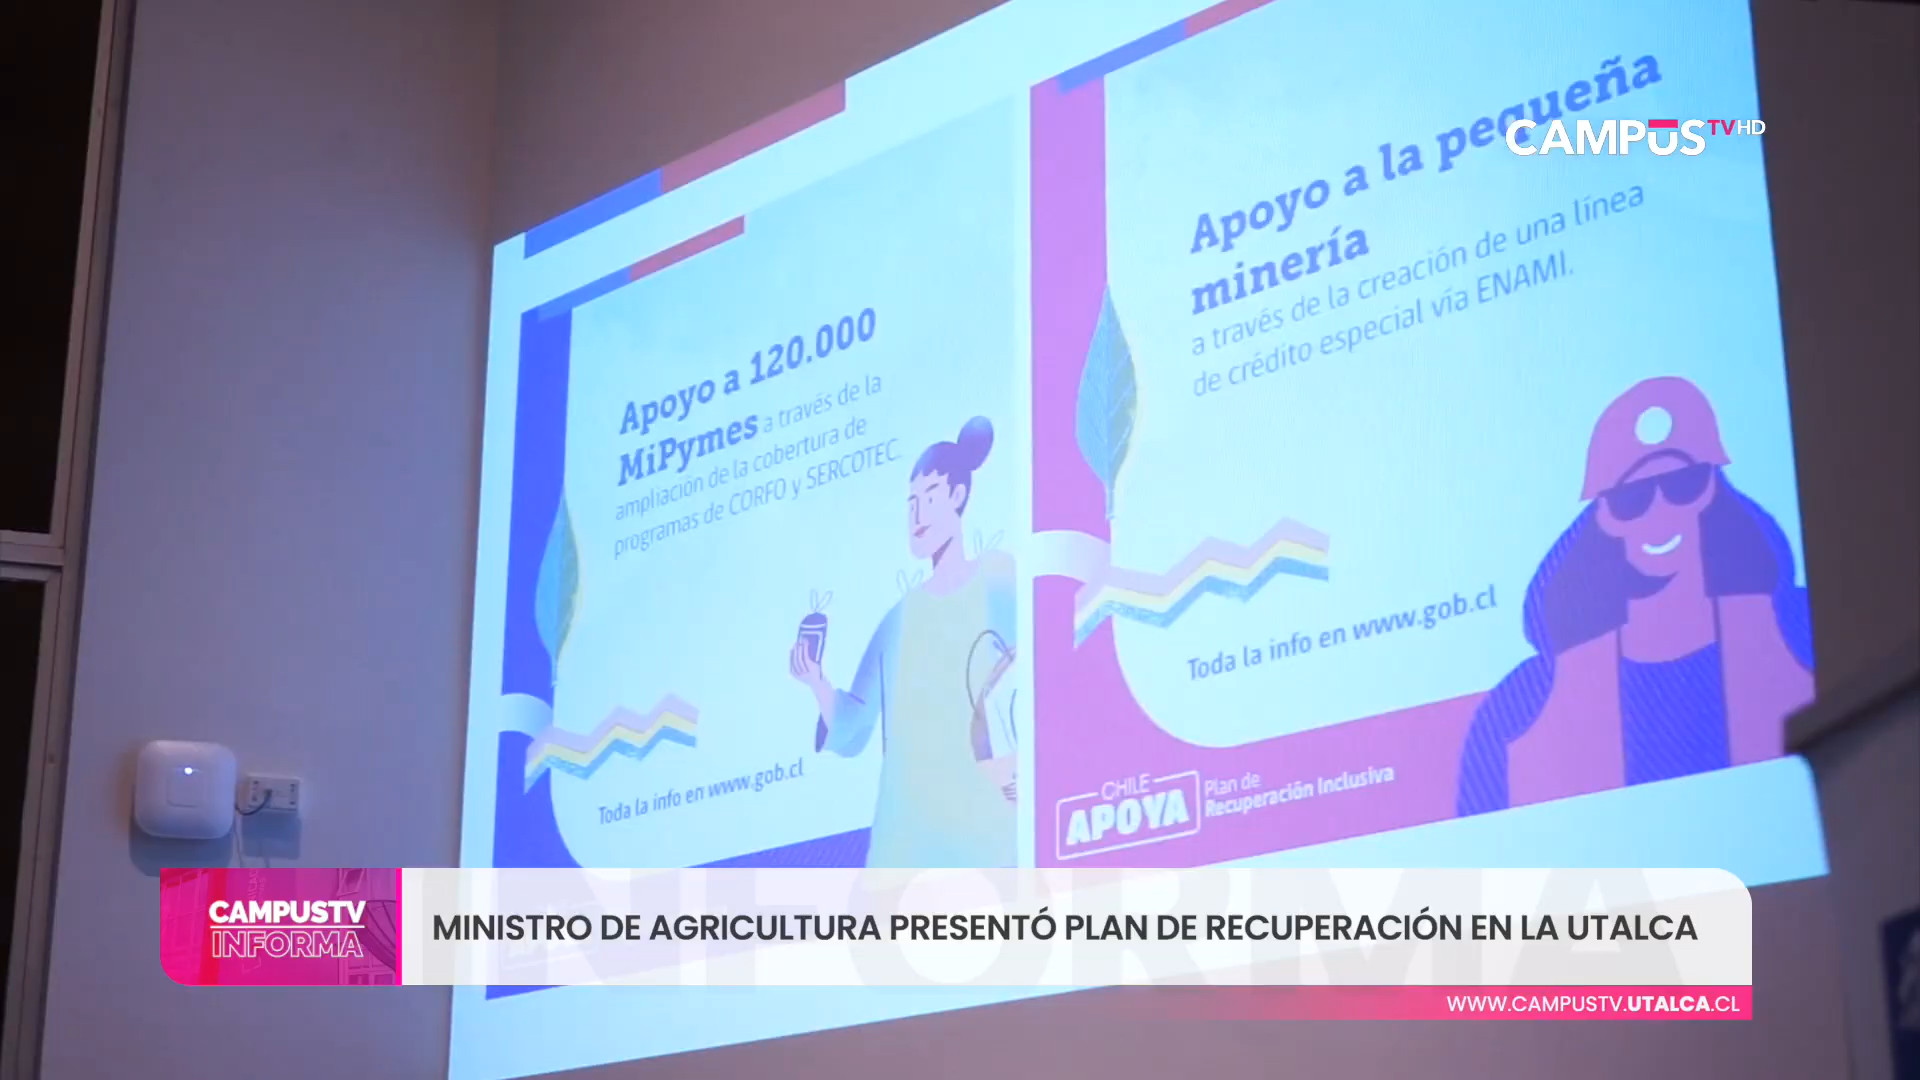 CAMPUSTVHD
Apoyo a 120.000
MiPymes a través de la
ampliación de la cobertura de
programas de CORFO y SERCOTEC.
Toda la info en www.gob.cl
Apoyo a la pequeña
minería
a través de la creación de una línea
de crédito especial vía ENAMI.
Toda la info en www.gob.cl
CHILE
APOYA
Plan de
Recuperación Inclusiva
CAMPUSTV
INFORMA
MINISTRO DE AGRICULTURA PRESENTÓ PLAN DE RECUPERACIÓN EN LA UTALCA
WWW.CAMPUSTV.UTALCA.CL